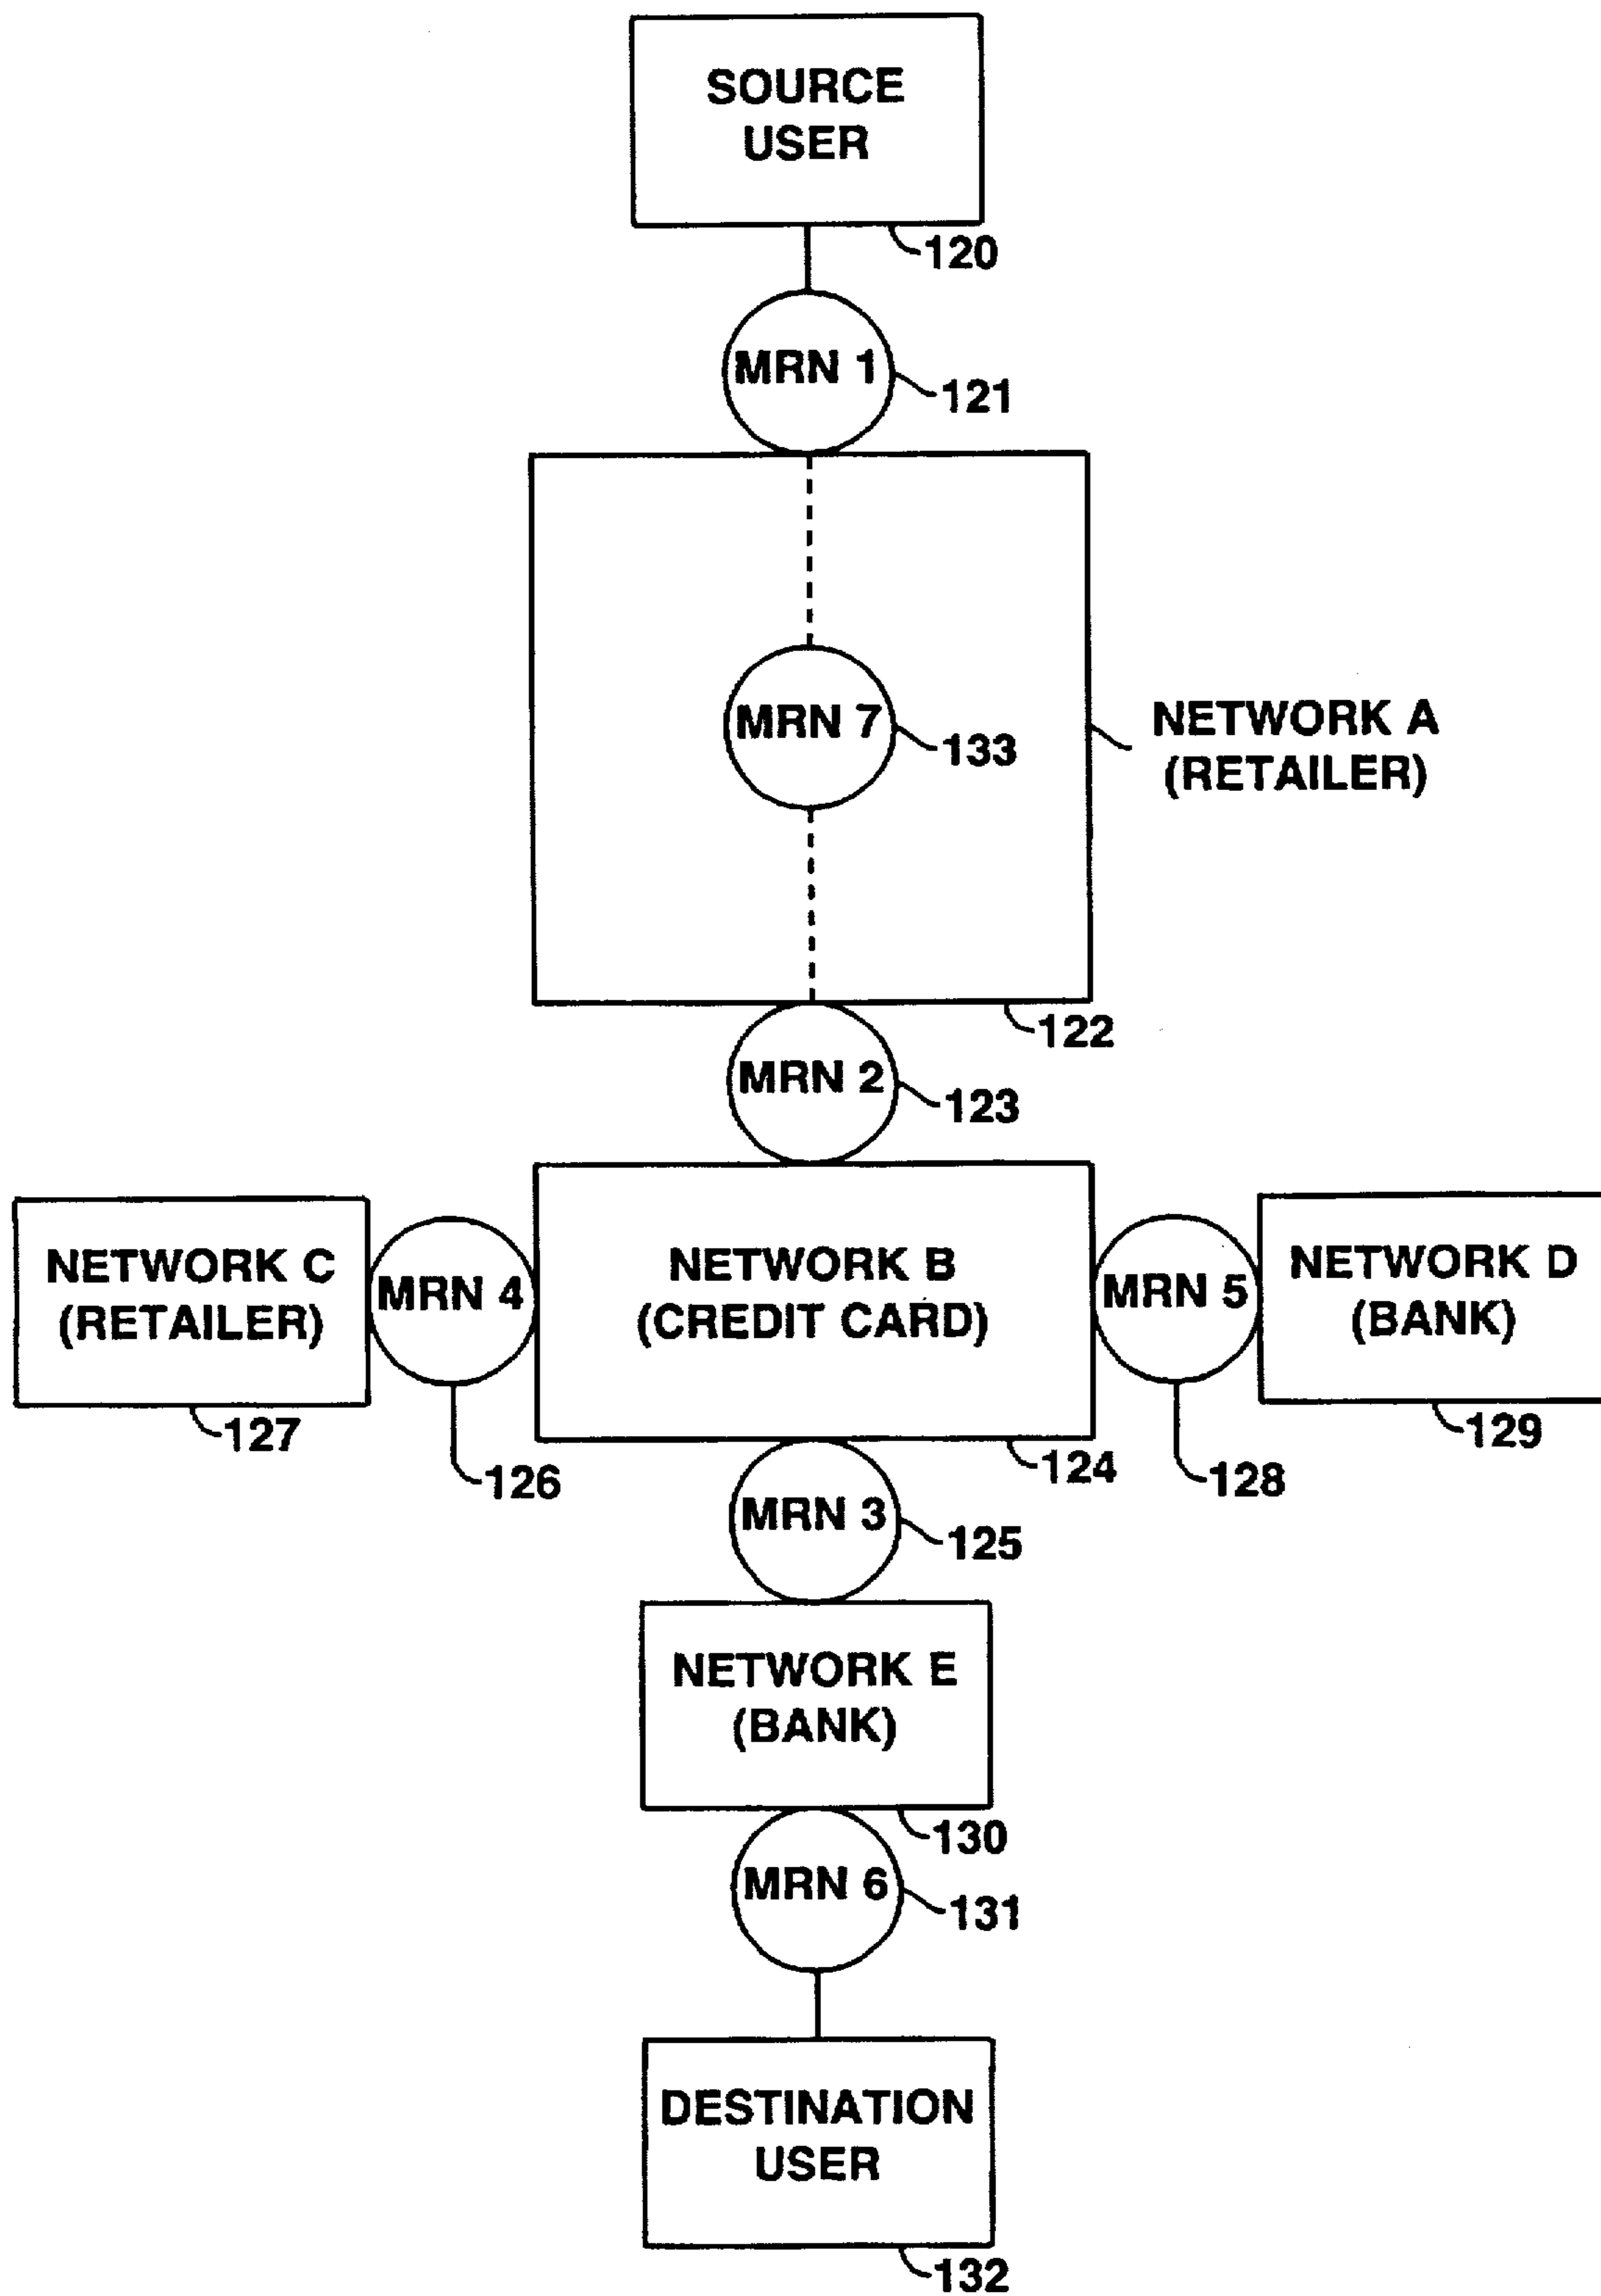 SOURCE
USER
120
MRN 1
121
MRN 7
133
NETWORK A
(RETAILER)
122
MRN 2
123
NETWORK C
(RETAILER)
127
MRN 4
126
NETWORK B
(CREDIT CARD)
124
MRN 5
128
NETWORK D
(BANK)
129
MRN 3
125
NETWORK E
(BANK)
130
MRN 6
131
DESTINATION
USER
132